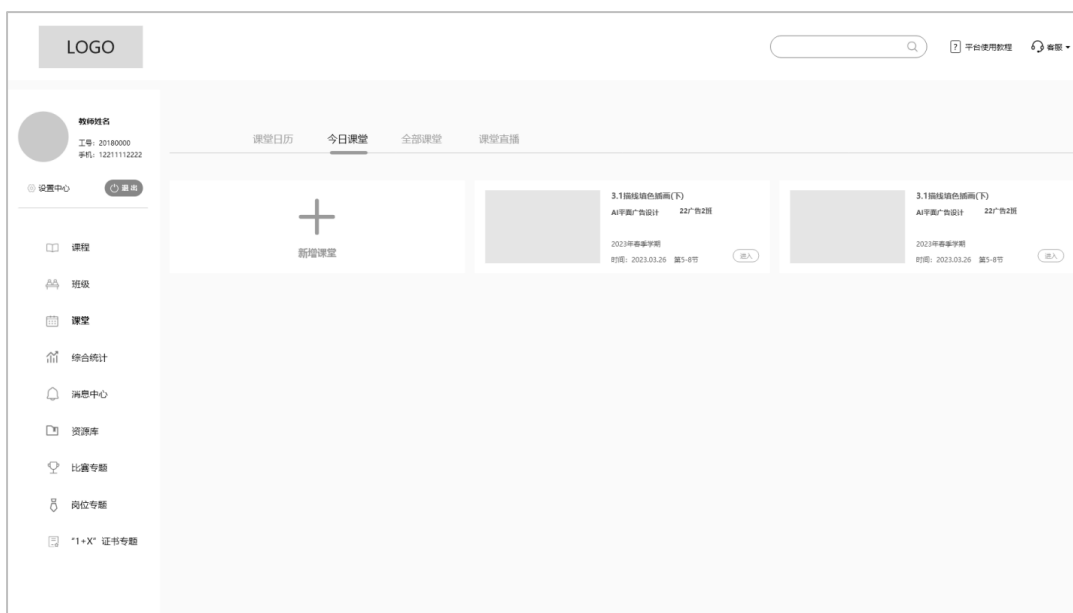 LOGO
? 平台使用教程 客服
教师姓名
工号：20180000
手机：12211112222
设置中心 退出
课程
班级
课堂
综合统计
消息中心
资源库
比赛专题
岗位专题
“1+X”证书专题
课堂日历 今日课堂 全部课堂 课堂直播
新增课堂
3.1描线填色插画(下)
AI平面广告设计 22广告2班
2023年春季学期
时间：2023.03.26 第5-8节
进入
3.1描线填色插画(下)
AI平面广告设计 22广告2班
2023年春季学期
时间：2023.03.26 第5-8节
进入